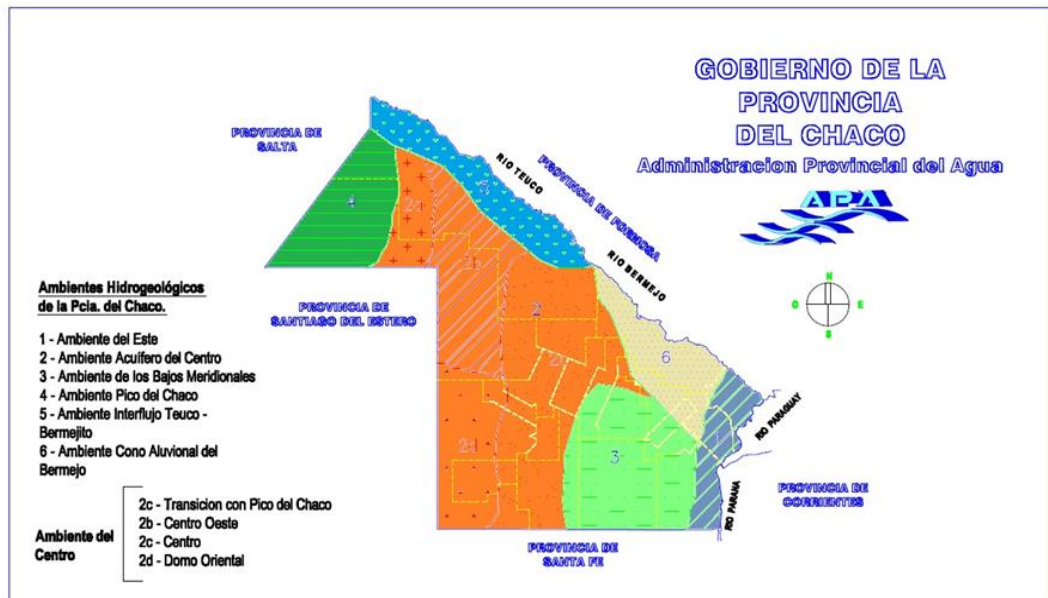 GOBIERNO DE LA
PROVINCIA
DEL CHACO
Administracion Provincial del Agua
APA
N
O
E
S
PROVINCIA DE
SALTA
RIO TEUCO
PROVINCIA DE FORMOSA
RIO BERMEJO
PROVINCIA DE
SANTIAGO DEL ESTERO
4
5
2
6
3
1
RIO PARAGUAY
RIO PARANA
PROVINCIA DE
CORRIENTES
PROVINCIA DE
SANTA FE
Ambientes Hidrogeológicos
de la Pcia. del Chaco.
1 - Ambiente del Este
2 - Ambiente Acuífero del Centro
3 - Ambiente de los Bajos Meridionales
4 - Ambiente Pico del Chaco
5 - Ambiente Interflujo Teuco -
Bermejito
6 - Ambiente Cono Aluvional del
Bermejo
Ambiente del
Centro
2c - Transicion con Pico del Chaco
2b - Centro Oeste
2c - Centro
2d - Domo Oriental